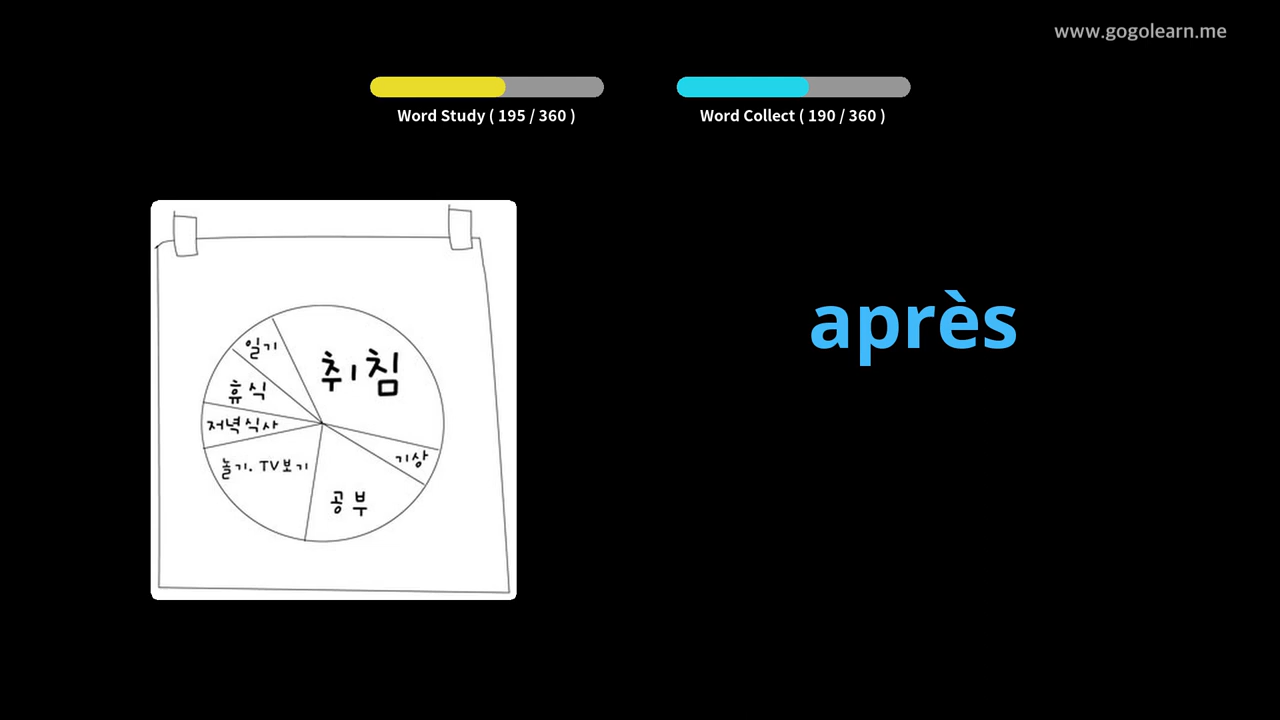 www.gogolearn.me
Word Study ( 195 / 360 )
Word Collect ( 190 / 360 )
일기
취침
휴식
저녁식사
놀기. TV보기
기상
공부
après